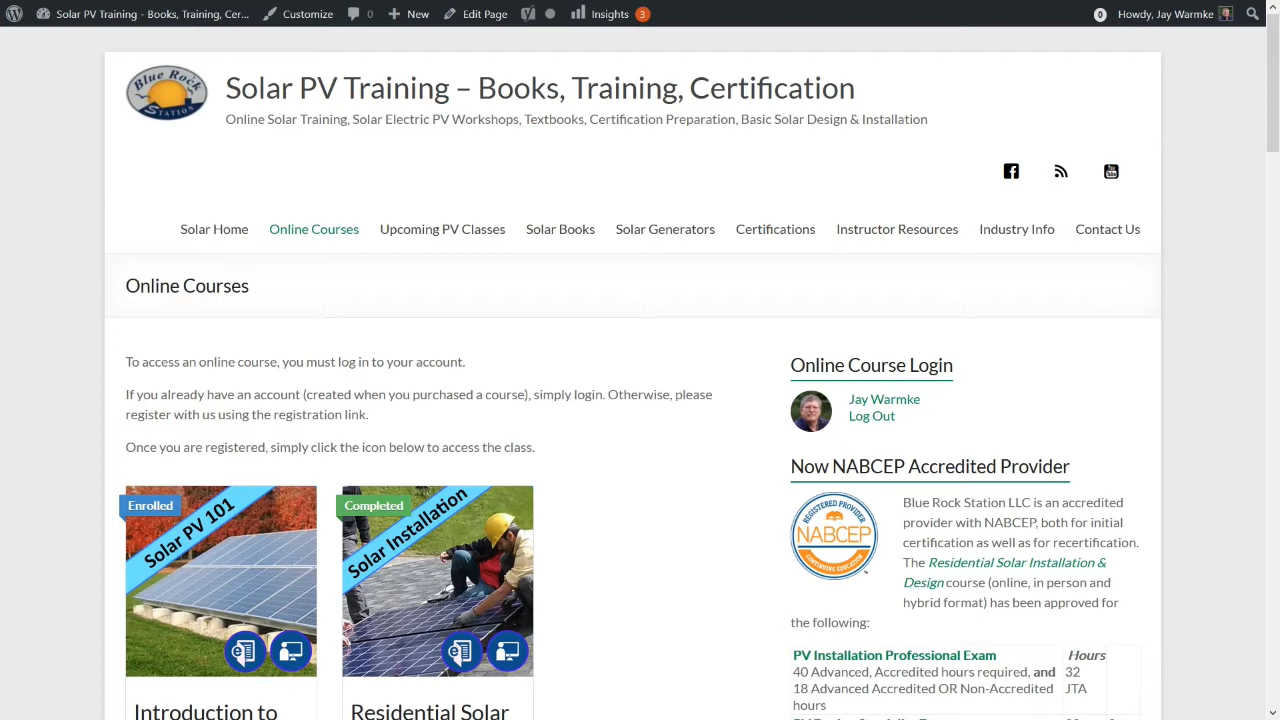 Solar PV Training – Books, Training, Cer...
Customize
0
New
Edit Page
Insights
3
0
Howdy, Jay Warmke
Blue Rock
STATION
Solar PV Training – Books, Training, Certification
Online Solar Training, Solar Electric PV Workshops, Textbooks, Certification Preparation, Basic Solar Design & Installation
You
Tube
Solar Home
Online Courses
Upcoming PV Classes
Solar Books
Solar Generators
Certifications
Instructor Resources
Industry Info
Contact Us
Online Courses
To access an online course, you must log in to your account.
If you already have an account (created when you purchased a course), simply login. Otherwise, please
register with us using the registration link.
Once you are registered, simply click the icon below to access the class.
Enrolled
Solar PV 101
e
Introduction to
Completed
Solar Installation
e
Residential Solar
Online Course Login
Jay Warmke
Log Out
Now NABCEP Accredited Provider
REGISTERED PROVIDER
NABCEP
CONTINUING EDUCATION
Blue Rock Station LLC is an accredited
provider with NABCEP, both for initial
certification as well as for recertification.
The Residential Solar Installation &
Design course (online, in person and
hybrid format) has been approved for
the following:
PV Installation Professional Exam Hours
40 Advanced, Accredited hours required, and 32
18 Advanced Accredited OR Non-Accredited JTA
hours